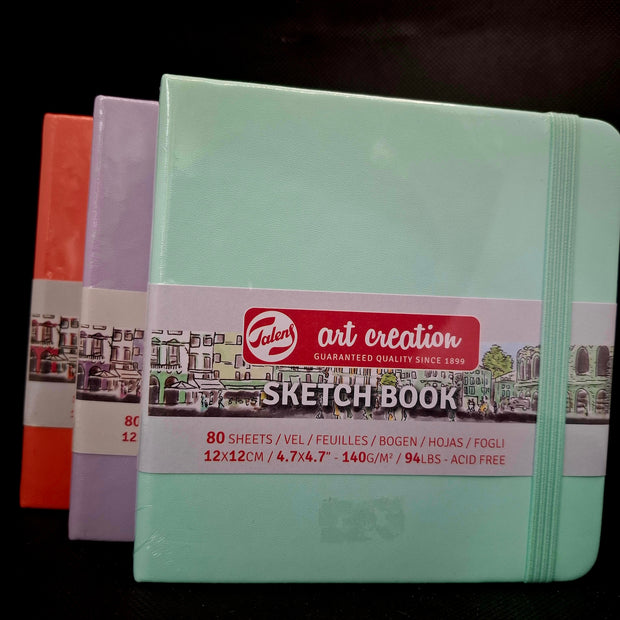 Talens
art creation
GUARANTEED QUALITY SINCE 1899
SKETCH BOOK
80 SHEETS / VEL / FEUILLES / BOGEN / HOJAS / FOGLI
12X12CM / 4.7X4.7" - 140G/M² / 94LBS - ACID FREE
80
12